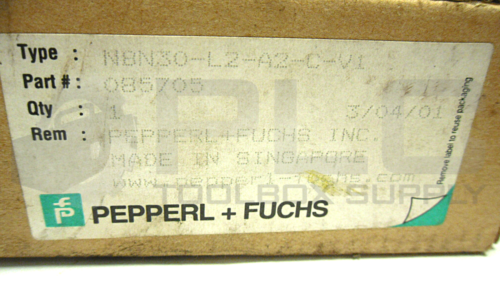 Type : NBN30-L2-A2-C-V1
Part # : 085705
Qty : 1 3/04/01
Rem : PEPPERL+FUCHS INC.
MADE IN SINGAPORE
www.pepperl-fuchs.com
PLC
TOOLBOX SUPPLY
PEPPERL + FUCHS
Remove label to reuse packaging